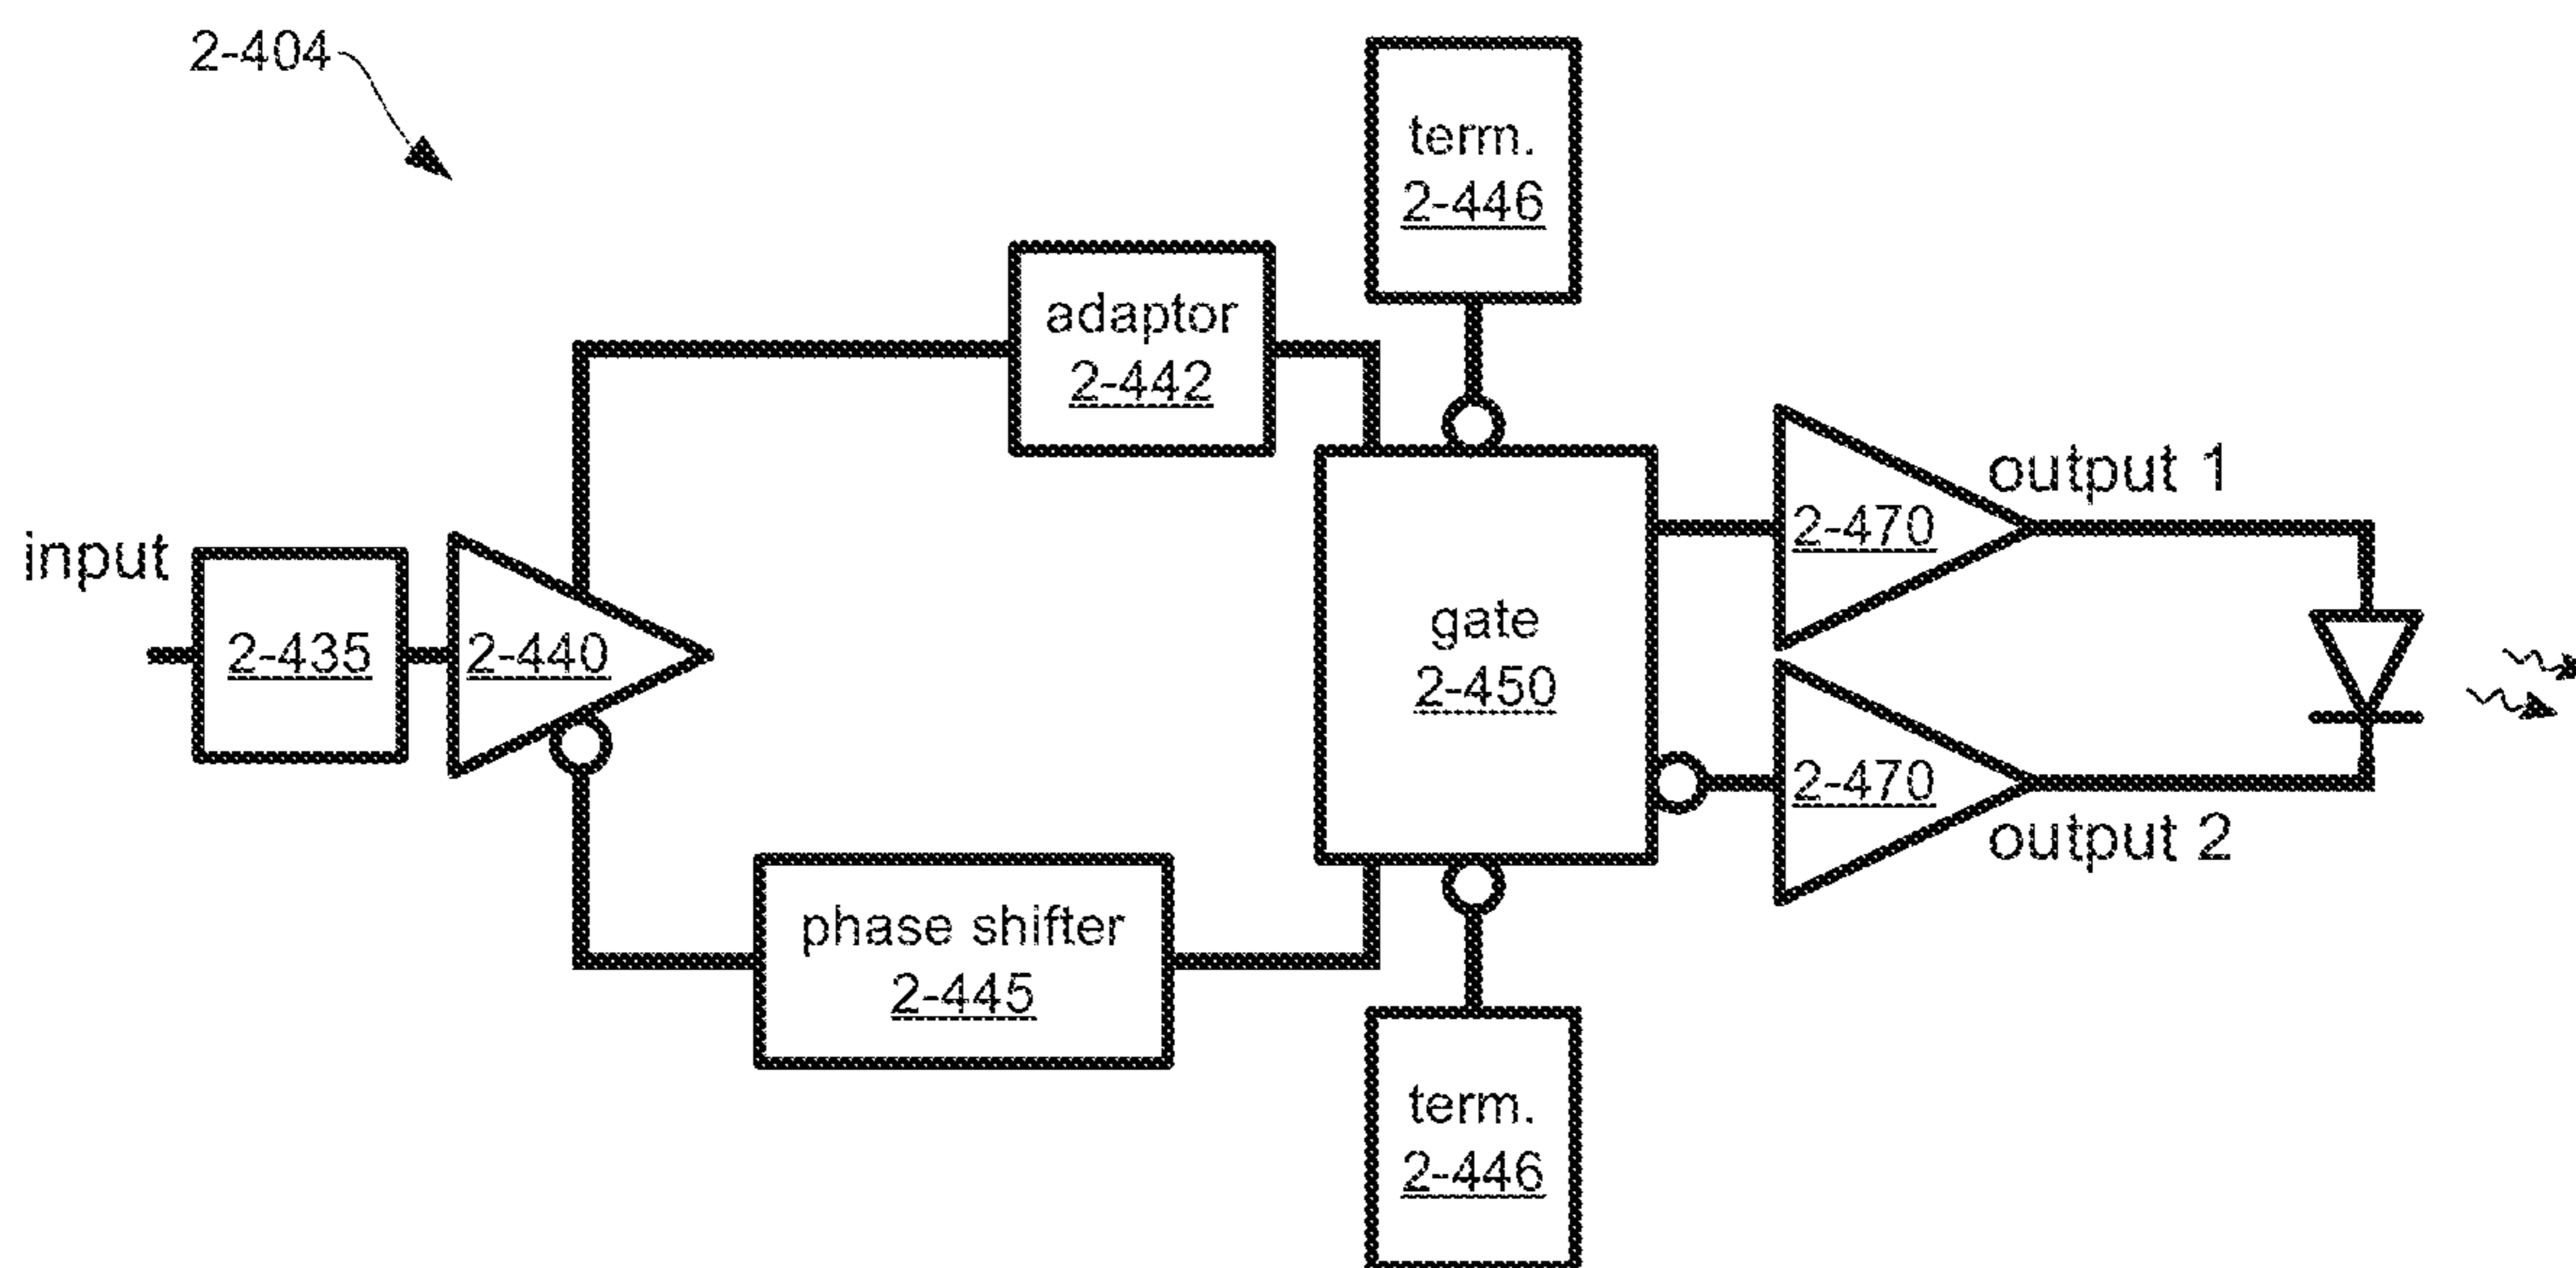 2-404
term.
2-446
adaptor
2-442
output 1
2-470
input
2-435
2-440
gate
2-450
2-470
output 2
phase shifter
2-445
term.
2-446